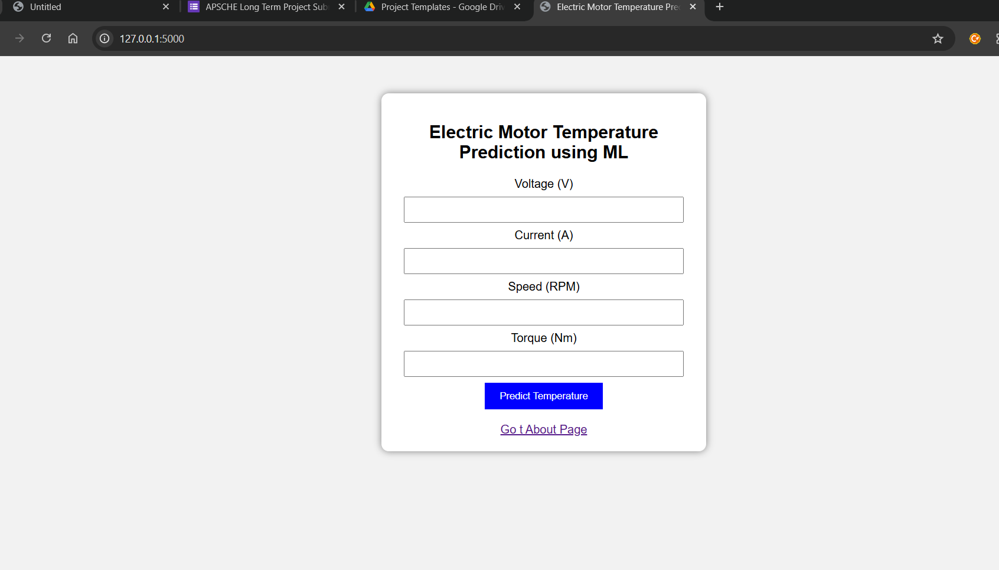 Untitled
APSCHE Long Term Project Sub
Project Templates - Google Driv
Electric Motor Temperature Pre
127.0.0.1:5000
Electric Motor Temperature
Prediction using ML
Voltage (V)
Current (A)
Speed (RPM)
Torque (Nm)
Predict Temperature
Go t About Page